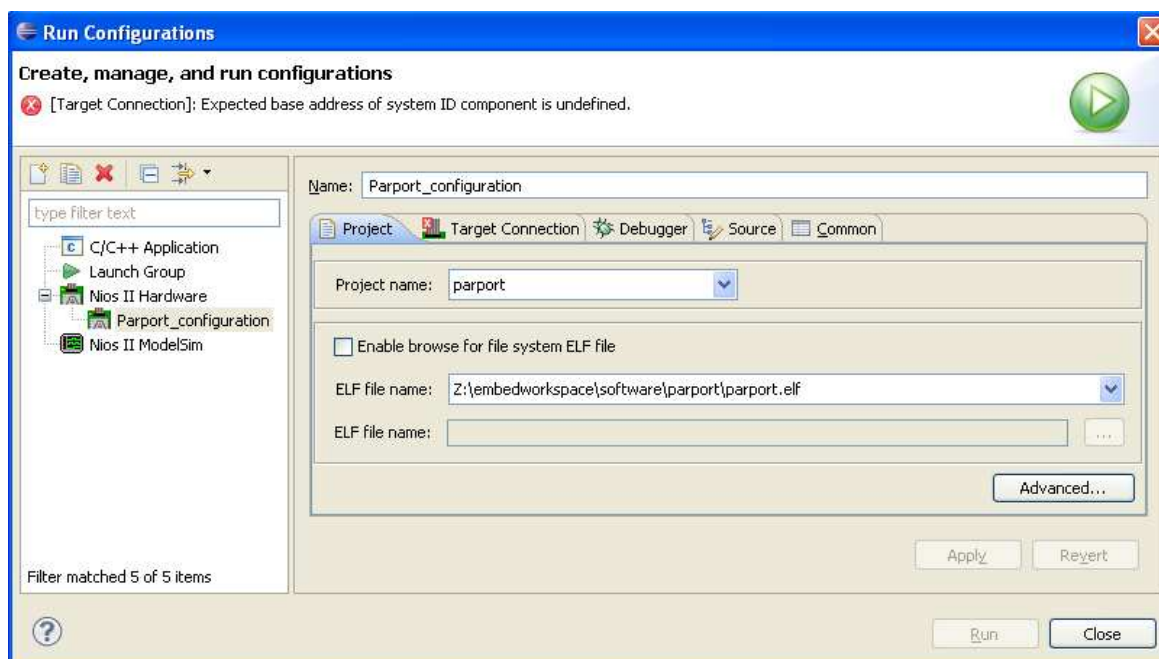 Run Configurations
Create, manage, and run configurations
[Target Connection]: Expected base address of system ID component is undefined.
type filter text
C/C++ Application
Launch Group
Nios II Hardware
Parport_configuration
Nios II ModelSim
Filter matched 5 of 5 items
Name: Parport_configuration
Project Target Connection Debugger Source Common
Project name: parport
Enable browse for file system ELF file
ELF file name: Z:\embedworkspace\software\parport\parport.elf
ELF file name: ...
Advanced...
Apply Revert
Run Close